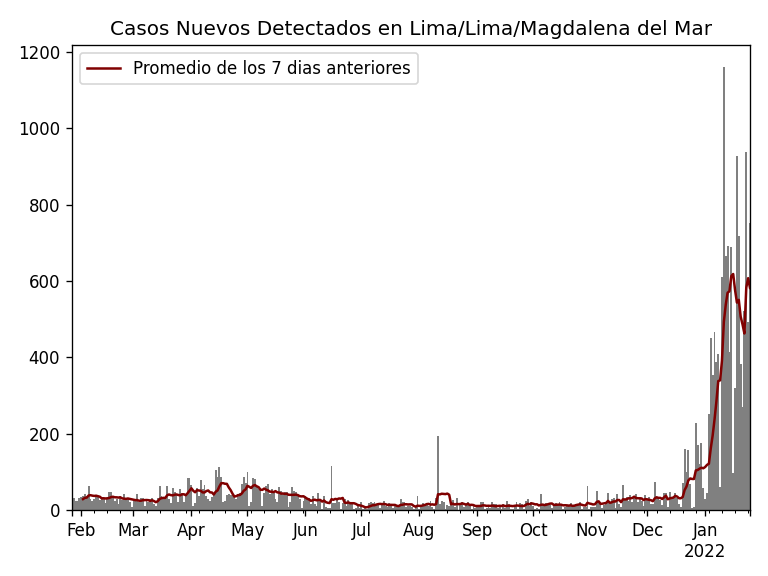 Casos Nuevos Detectados en Lima/Lima/Magdalena del Mar
Promedio de los 7 dias anteriores
1200
1000
800
600
400
200
0
Feb Mar Apr May Jun Jul Aug Sep Oct Nov Dec Jan
2022